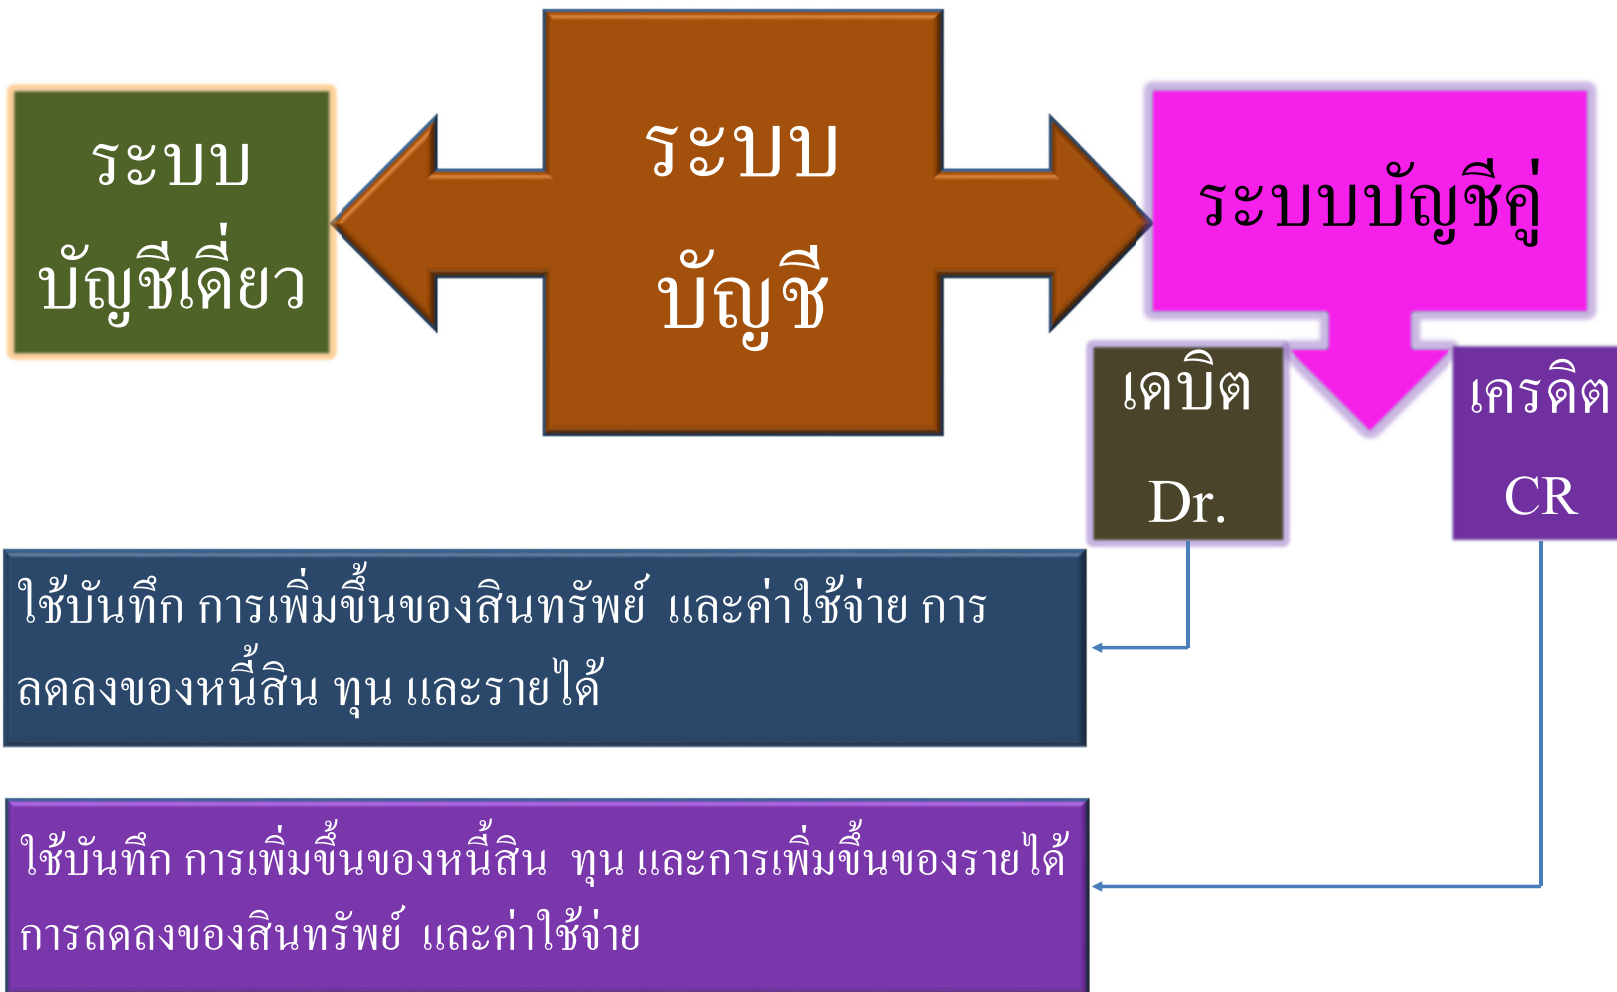 ระบบ
บัญชีเดี่ยว
ระบบ
บัญชี
ระบบบัญชีคู่
เดบิต
Dr.
เครดิต
CR
ใช้บันทึก การเพิ่มขึ้นของสินทรัพย์ และค่าใช้จ่าย การ
ลดลงของหนี้สิน ทุน และรายได้
ใช้บันทึก การเพิ่มขึ้นของหนี้สิน ทุน และการเพิ่มขึ้นของรายได้
การลดลงของสินทรัพย์ และค่าใช้จ่าย